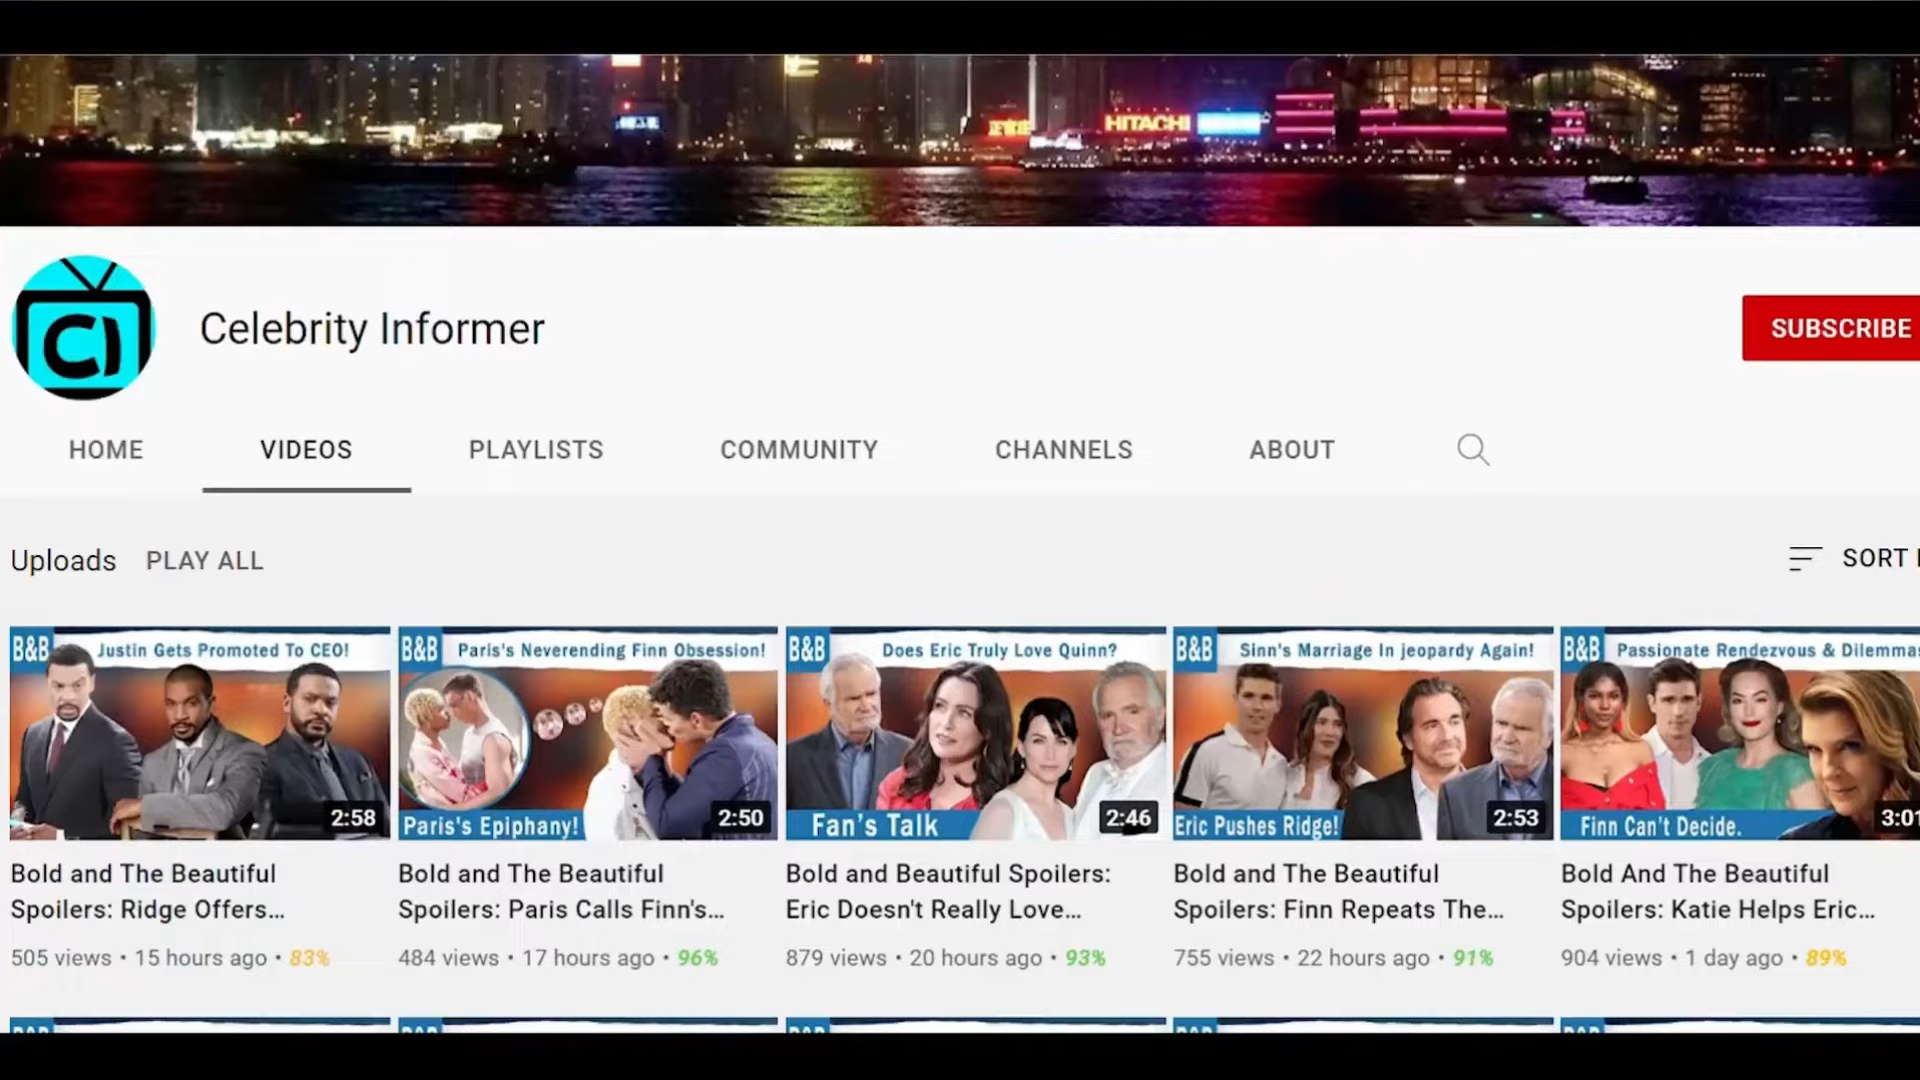 正官庄
HITACHI
CI
Celebrity Informer
SUBSCRIBE
HOME
VIDEOS
PLAYLISTS
COMMUNITY
CHANNELS
ABOUT
Uploads
PLAY ALL
SORT
B&B
Justin Gets Promoted To CEO!
2:58
B&B
Paris's Neverending Finn Obsession!
Paris's Epiphany!
2:50
B&B
Does Eric Truly Love Quinn?
Fan's Talk
2:46
B&B
Sinn's Marriage In jeopardy Again!
Eric Pushes Ridge!
2:53
B&B
Passionate Rendezvous & Dilemmas
Finn Can't Decide.
3:01
Bold and The Beautiful
Spoilers: Ridge Offers...
505 views • 15 hours ago • 83%
Bold and The Beautiful
Spoilers: Paris Calls Finn's...
484 views • 17 hours ago • 96%
Bold and Beautiful Spoilers:
Eric Doesn't Really Love...
879 views • 20 hours ago • 93%
Bold and The Beautiful
Spoilers: Finn Repeats The...
755 views • 22 hours ago • 91%
Bold And The Beautiful
Spoilers: Katie Helps Eric...
904 views • 1 day ago • 89%
B&B
B&B
B&B
B&B
B&B